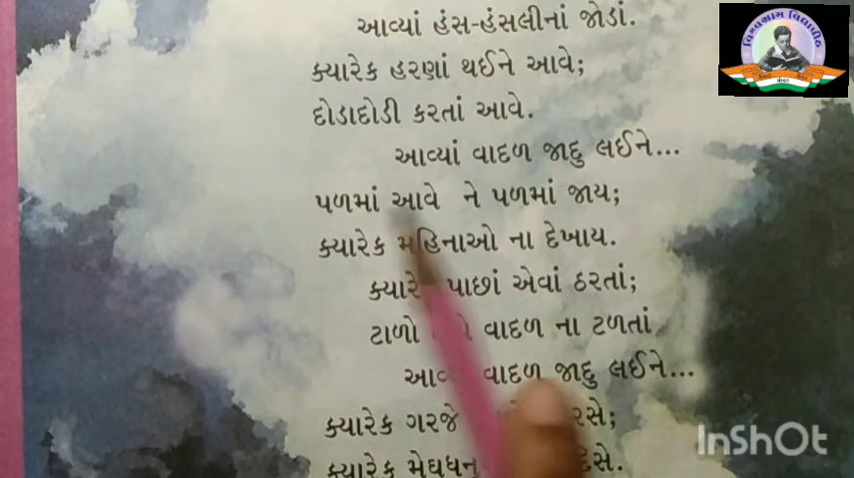 આવ્યાં હંસ-હંસલીનાં જોડાં.
ક્યારેક હરણાં થઈને આવે;
દોડાદોડી કરતાં આવે.
આવ્યાં વાદળ જાદુ લઈને...
પળમાં આવે ને પળમાં જાય;
ક્યારેક મહિનાઓ ના દેખાય.
પાછાં એવાં ઠરતાં;
ટાળો વાદળ ના ટળતાં
વાદળ જાદુ લઈને...
ક્યારેક ગરજે
ક્યારેક
વિશ્વગ્રામ વિદ્યાપીઠ
InShOt